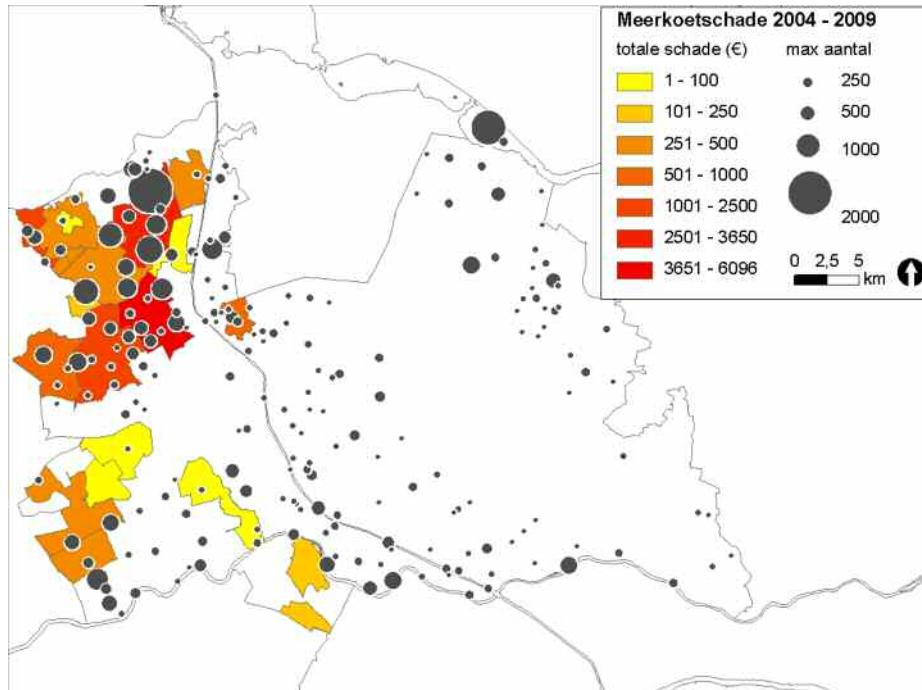 Meerkoetschade 2004 - 2009
totale schade (€)
max aantal
1 - 100
250
101 - 250
500
251 - 500
1000
501 - 1000
1001 - 2500
2000
2501 - 3650
3651 - 6096
0 2,5 5
km